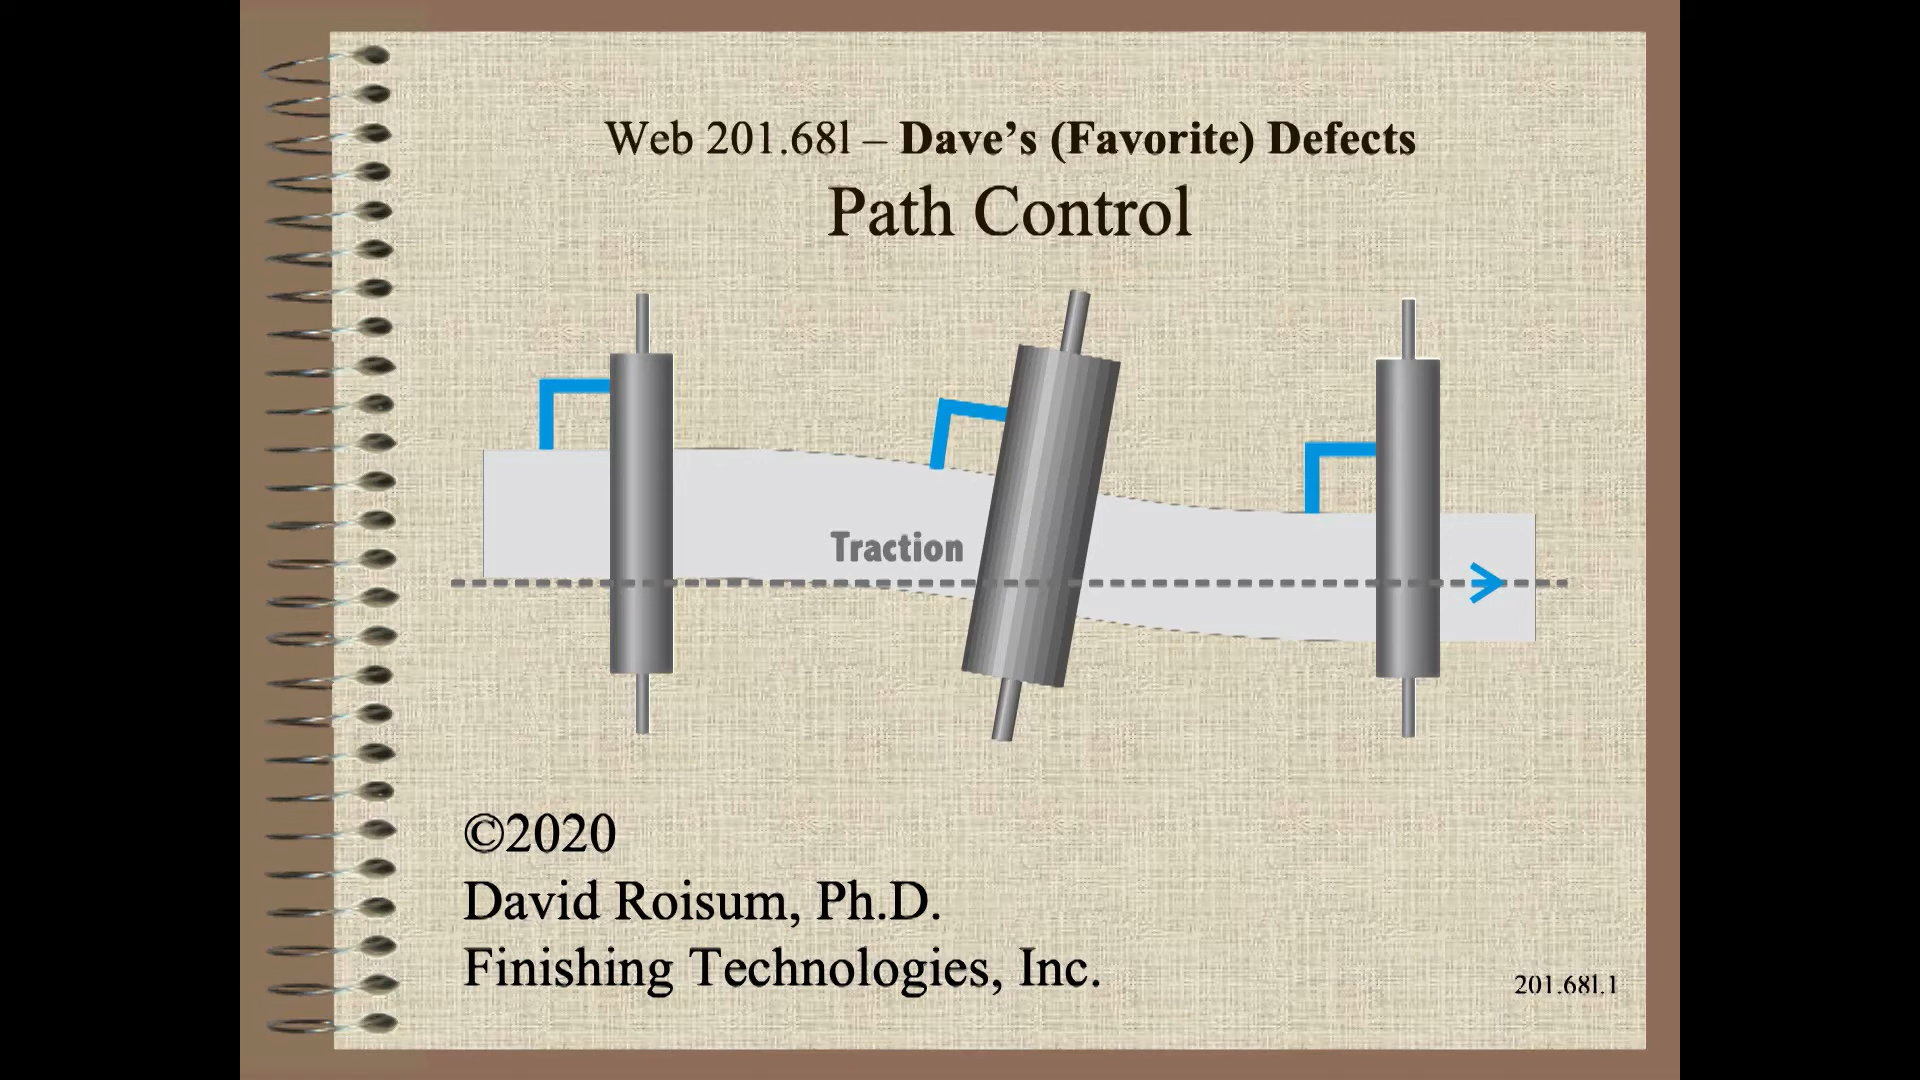 Web 201.68l – Dave’s (Favorite) Defects
Path Control
Traction
©2020
David Roisum, Ph.D.
Finishing Technologies, Inc.
201.68l.1